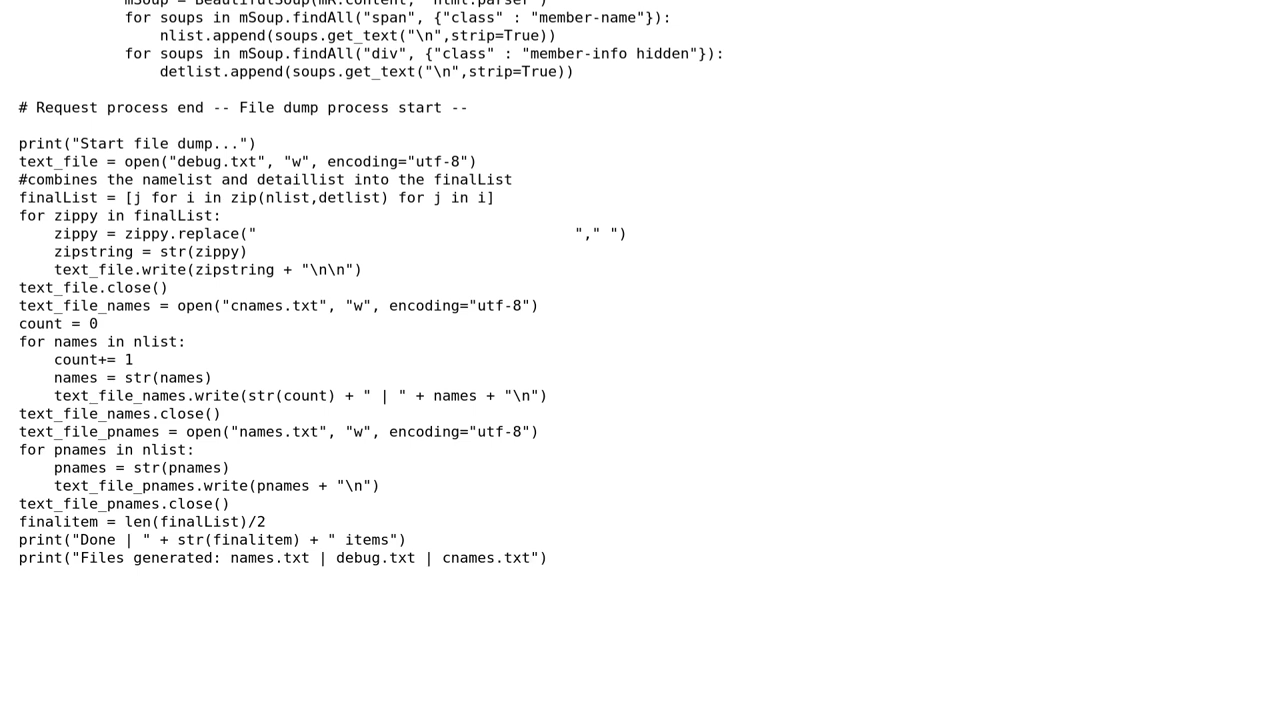 mSoup = BeautifulSoup(mR.content, "html.parser")
            for soups in mSoup.findAll("span", {"class" : "member-name"}):
                nlist.append(soups.get_text("\n",strip=True))
            for soups in mSoup.findAll("div", {"class" : "member-info hidden"}):
                detlist.append(soups.get_text("\n",strip=True))

# Request process end -- File dump process start --

print("Start file dump...")
text_file = open("debug.txt", "w", encoding="utf-8")
#combines the namelist and detaillist into the finalList
finalList = [j for i in zip(nlist,detlist) for j in i]
for zippy in finalList:
    zippy = zippy.replace("                                    "," ")
    zipstring = str(zippy)
    text_file.write(zipstring + "\n\n")
text_file.close()
text_file_names = open("cnames.txt", "w", encoding="utf-8")
count = 0
for names in nlist:
    count+= 1
    names = str(names)
    text_file_names.write(str(count) + " | " + names + "\n")
text_file_names.close()
text_file_pnames = open("names.txt", "w", encoding="utf-8")
for pnames in nlist:
    pnames = str(pnames)
    text_file_pnames.write(pnames + "\n")
text_file_pnames.close()
finalitem = len(finalList)/2
print("Done | " + str(finalitem) + " items")
print("Files generated: names.txt | debug.txt | cnames.txt")